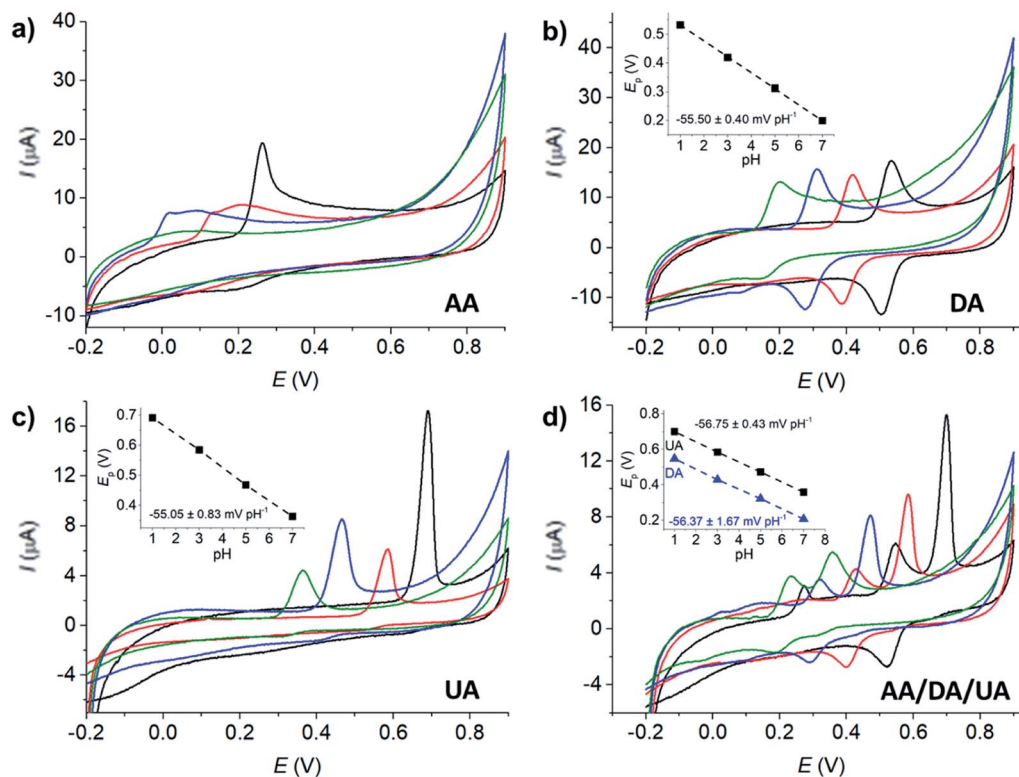 a)
40
30
20
10
0
-10
I (µA)
-0.2 0.0 0.2 0.4 0.6 0.8
E (V)
AA
b)
40
30
20
10
0
-10
I (µA)
-0.2 0.0 0.2 0.4 0.6 0.8
E (V)
DA
0.5
0.4
0.3
0.2
Ep (V)
-55.50 ± 0.40 mV pH⁻¹
1 2 3 4 5 6 7
pH
c)
16
12
8
4
0
-4
I (µA)
-0.2 0.0 0.2 0.4 0.6 0.8
E (V)
UA
0.7
0.6
0.5
0.4
Ep (V)
-55.05 ± 0.83 mV pH⁻¹
0 1 2 3 4 5 6 7
pH
d)
16
12
8
4
0
-4
I (µA)
-0.2 0.0 0.2 0.4 0.6 0.8
E (V)
AA/DA/UA
0.8
0.6
0.4
0.2
Ep (V)
-56.75 ± 0.43 mV pH⁻¹
UA
DA
-56.37 ± 1.67 mV pH⁻¹
1 2 3 4 5 6 7 8
pH